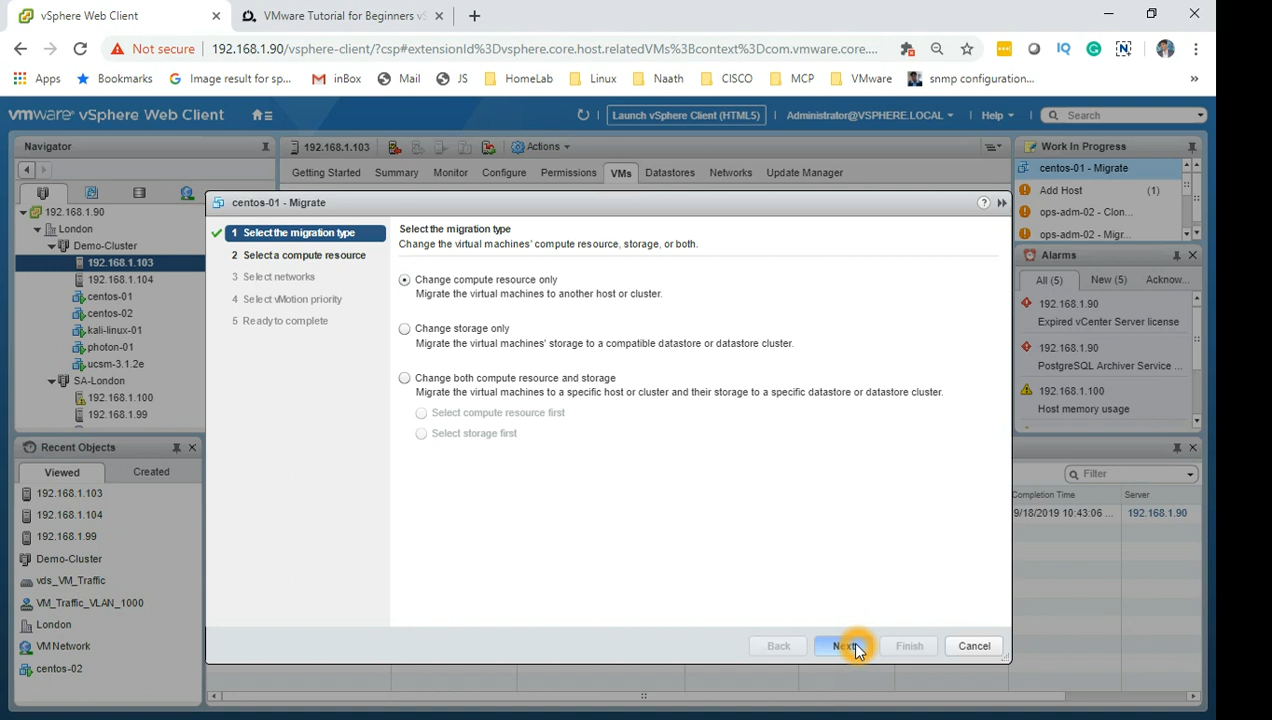 vSphere Web Client
VMware Tutorial for Beginners v
Not secure
192.168.1.90/vsphere-client/?csp#extensionId%3Dvsphere.core.host.relatedVMs%3Bcontext%3Dcom.vmware.core....
IQ
Apps
Bookmarks
Image result for sp...
inBox
Mail
JS
HomeLab
Linux
Naath
CISCO
MCP
VMware
snmp configuration...
»
vmware® vSphere Web Client
Launch vSphere Client (HTML5)
Administrator@VSPHERE.LOCAL
Help
Search
Navigator
192.168.1.103
Actions
Getting Started
Summary
Monitor
Configure
Permissions
VMs
Datastores
Networks
Update Manager
192.168.1.90
London
Demo-Cluster
192.168.1.103
192.168.1.104
centos-01
centos-02
kali-linux-01
photon-01
ucsm-3.1.2e
SA-London
192.168.1.100
192.168.1.99
Recent Objects
Viewed
Created
192.168.1.103
192.168.1.104
192.168.1.99
Demo-Cluster
vds_VM_Traffic
VM_Traffic_VLAN_1000
London
VM Network
centos-02
centos-01 - Migrate
1 Select the migration type
2 Select a compute resource
3 Select networks
4 Select vMotion priority
5 Ready to complete
Select the migration type
Change the virtual machines' compute resource, storage, or both.
Change compute resource only
Migrate the virtual machines to another host or cluster.
Change storage only
Migrate the virtual machines' storage to a compatible datastore or datastore cluster.
Change both compute resource and storage
Migrate the virtual machines to a specific host or cluster and their storage to a specific datastore or datastore cluster.
Select compute resource first
Select storage first
Back
Next
Finish
Cancel
Work In Progress
centos-01 - Migrate
Add Host (1)
ops-adm-02 - Clon...
ops-adm-02 - Migr...
Alarms
All (5)
New (5)
Acknow...
192.168.1.90
Expired vCenter Server license
192.168.1.90
PostgreSQL Archiver Service ...
192.168.1.100
Host memory usage
Filter
Completion Time
Server
9/18/2019 10:43:06 ...
192.168.1.90